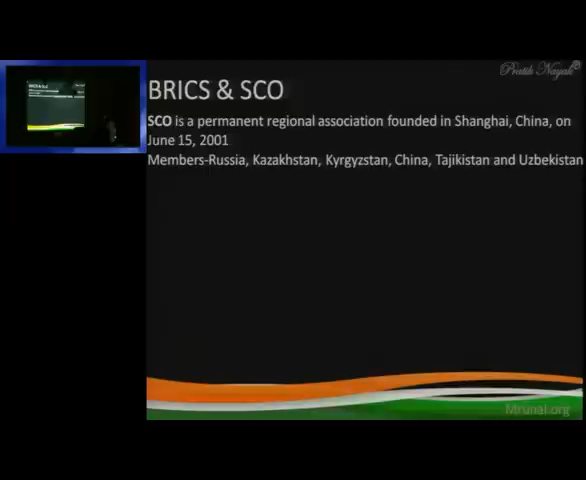 Pratik Nayak
BRICS & SCO
SCO is a permanent regional association founded in Shanghai, China, on
June 15, 2001
Members-Russia, Kazakhstan, Kyrgyzstan, China, Tajikistan and Uzbekistan
Mrunal.org